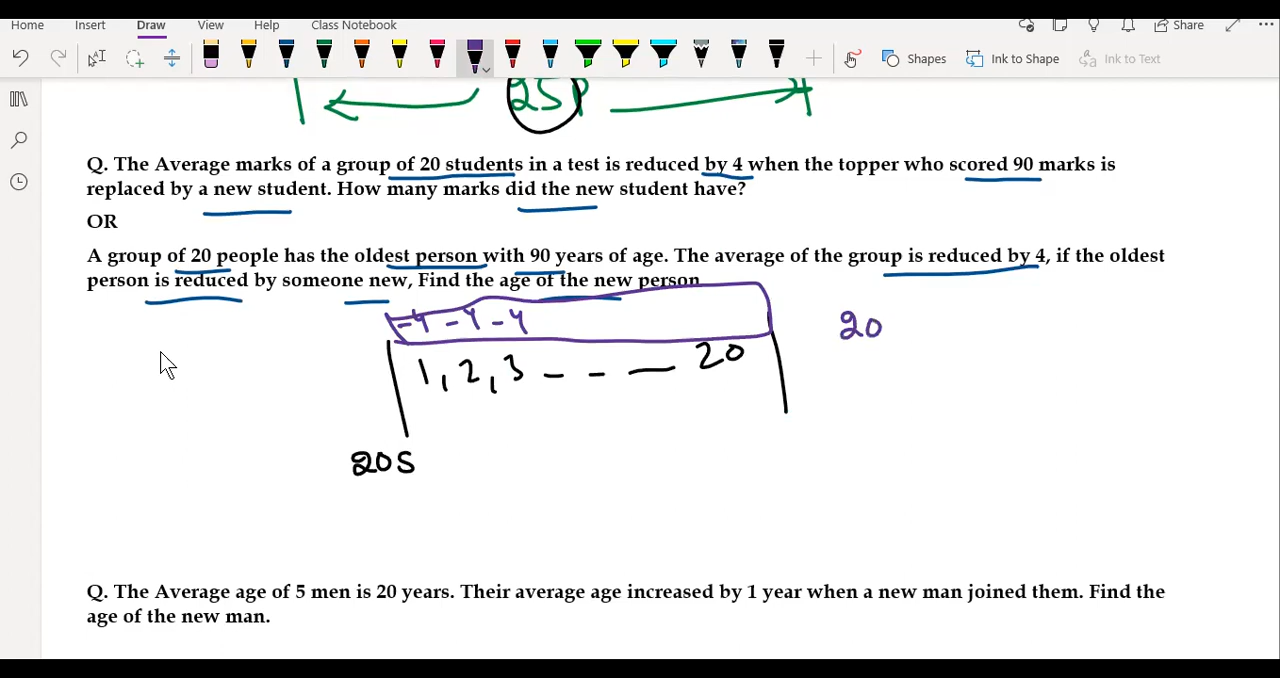 Home Insert Draw View Help Class Notebook Share
Shapes Ink to Shape Ink to Text
25P
Q. The Average marks of a group of 20 students in a test is reduced by 4 when the topper who scored 90 marks is
replaced by a new student. How many marks did the new student have?
OR
A group of 20 people has the oldest person with 90 years of age. The average of the group is reduced by 4, if the oldest
person is reduced by someone new, Find the age of the new person
-4 -4 -4
20
1, 2, 3 - - — 20
20S
Q. The Average age of 5 men is 20 years. Their average age increased by 1 year when a new man joined them. Find the
age of the new man.